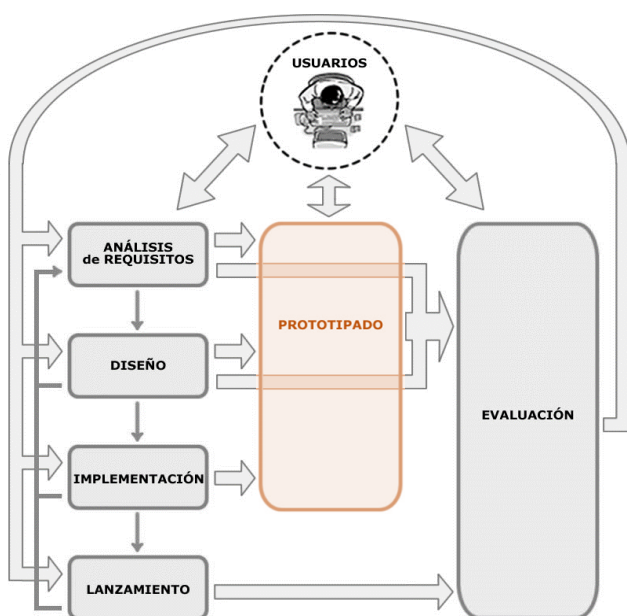 USUARIOS
ANÁLISIS
de REQUISITOS
PROTOTIPADO
DISEÑO
EVALUACIÓN
IMPLEMENTACIÓN
LANZAMIENTO